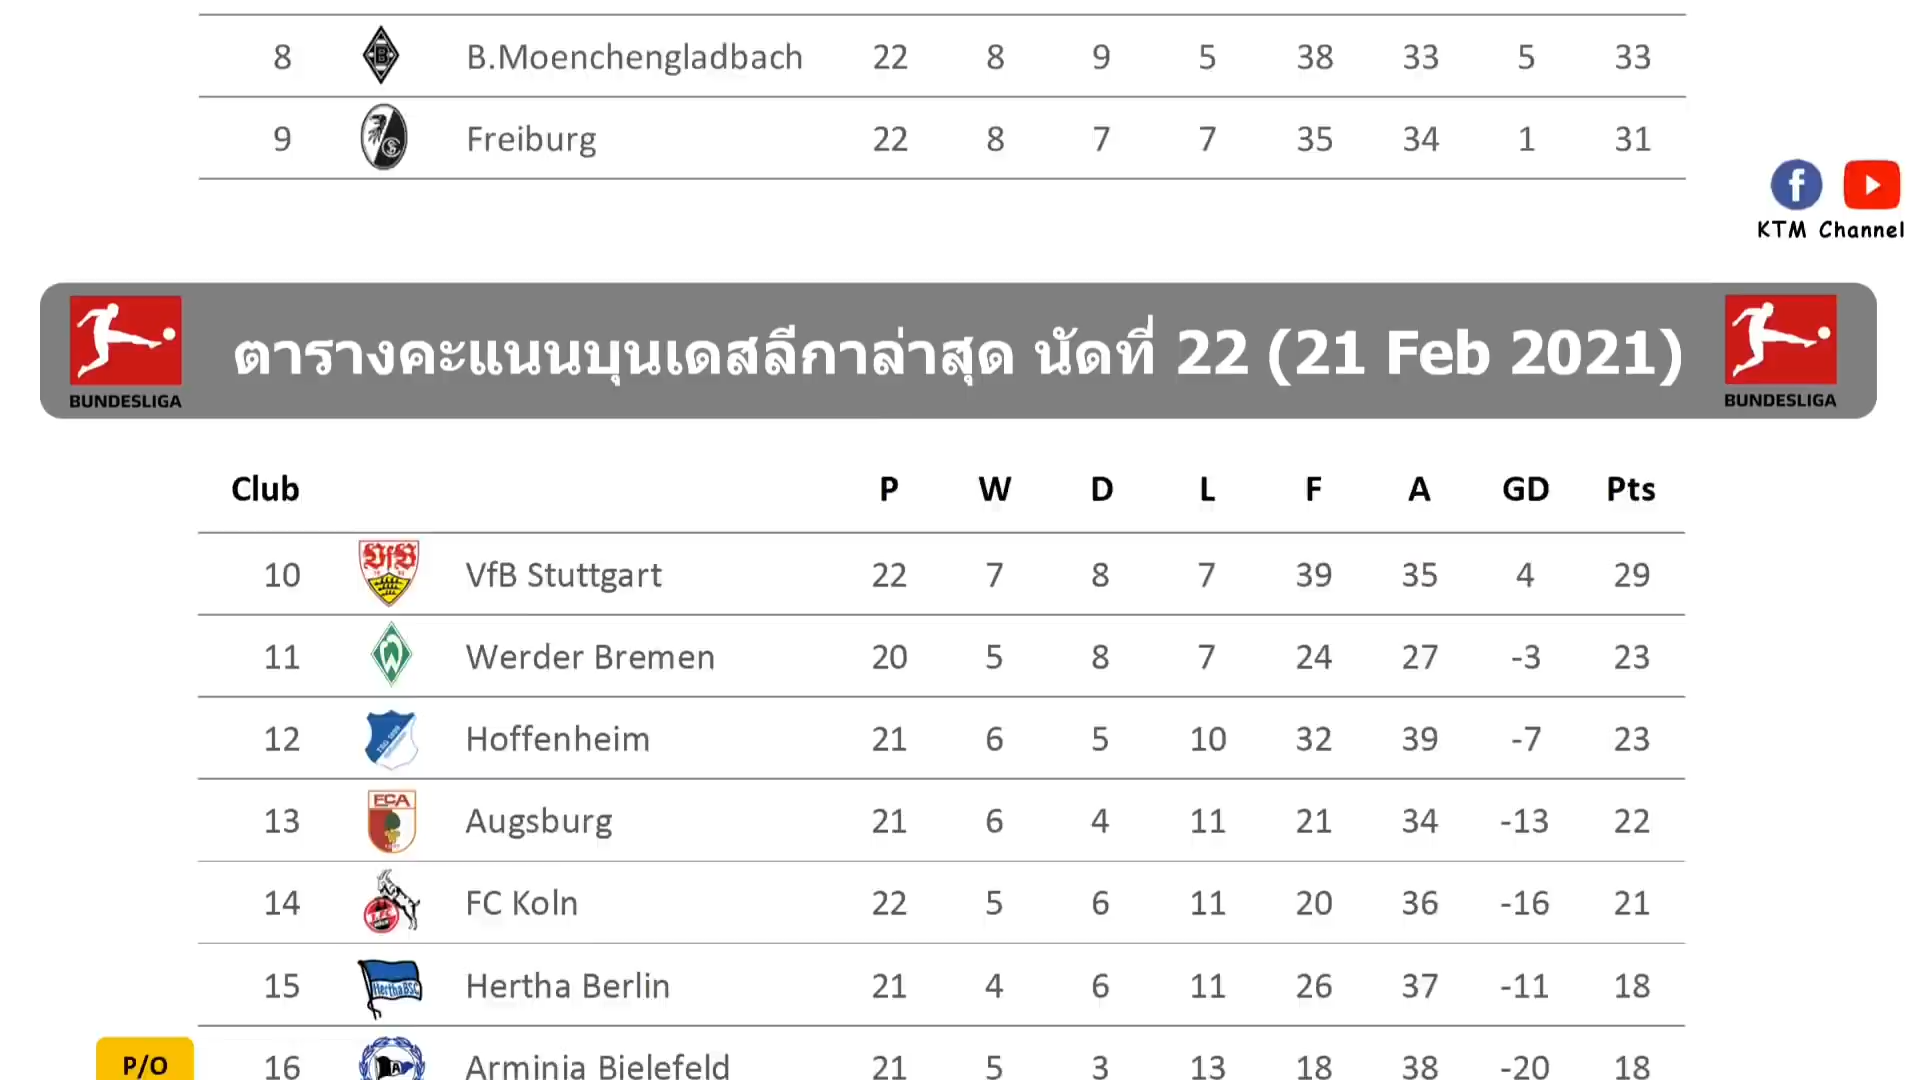 8 B.Moenchengladbach 22 8 9 5 38 33 5 33
9 Freiburg 22 8 7 7 35 34 1 31
KTM Channel
BUNDESLIGA ตารางคะแนนบุนเดสลีกาล่าสุด นัดที่ 22 (21 Feb 2021) BUNDESLIGA
Club P W D L F A GD Pts
10 VfB Stuttgart 22 7 8 7 39 35 4 29
11 Werder Bremen 20 5 8 7 24 27 -3 23
12 Hoffenheim 21 6 5 10 32 39 -7 23
13 FCA Augsburg 21 6 4 11 21 34 -13 22
14 FC Koln 22 5 6 11 20 36 -16 21
15 Hertha BSC Hertha Berlin 21 4 6 11 26 37 -11 18
P/O 16 Arminia Bielefeld 21 5 3 13 18 38 -20 18